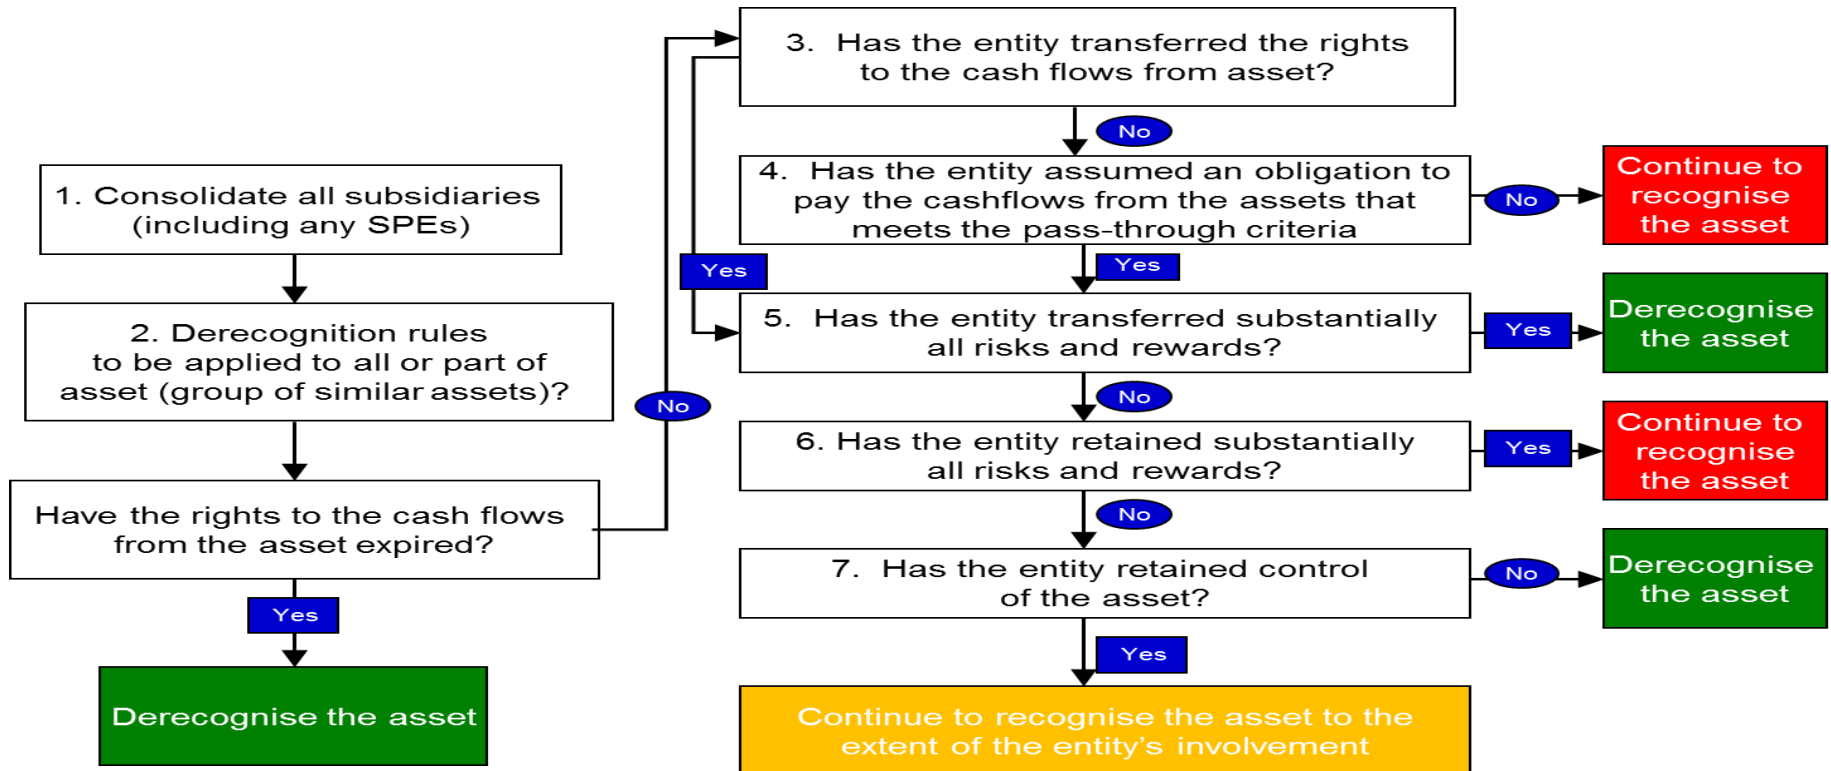 1. Consolidate all subsidiaries
(including any SPEs)
2. Derecognition rules
to be applied to all or part of
asset (group of similar assets)?
Have the rights to the cash flows
from the asset expired?
Yes
Derecognise the asset
No
3. Has the entity transferred the rights
to the cash flows from asset?
No
Yes
4. Has the entity assumed an obligation to
pay the cashflows from the assets that
meets the pass-through criteria
No
Continue to
recognise
the asset
Yes
5. Has the entity transferred substantially
all risks and rewards?
Yes
Derecognise
the asset
No
6. Has the entity retained substantially
all risks and rewards?
Yes
Continue to
recognise
the asset
No
7. Has the entity retained control
of the asset?
No
Derecognise
the asset
Yes
Continue to recognise the asset to the
extent of the entity's involvement